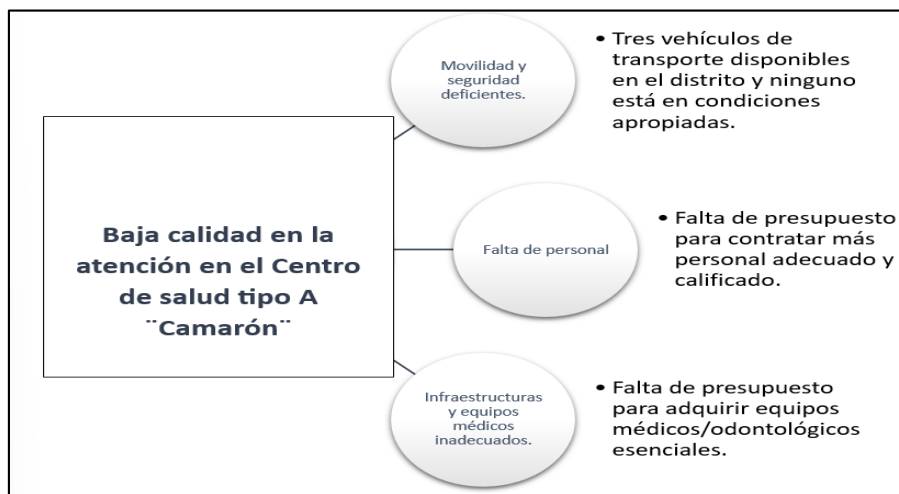 Baja calidad en la
atención en el Centro
de salud tipo A
¨Camarón¨
Movilidad y
seguridad
deficientes.
• Tres vehículos de
transporte disponibles
en el distrito y ninguno
está en condiciones
apropiadas.
Falta de personal
• Falta de presupuesto
para contratar más
personal adecuado y
calificado.
Infraestructuras
y equipos
médicos
inadecuados.
• Falta de presupuesto
para adquirir equipos
médicos/odontológicos
esenciales.